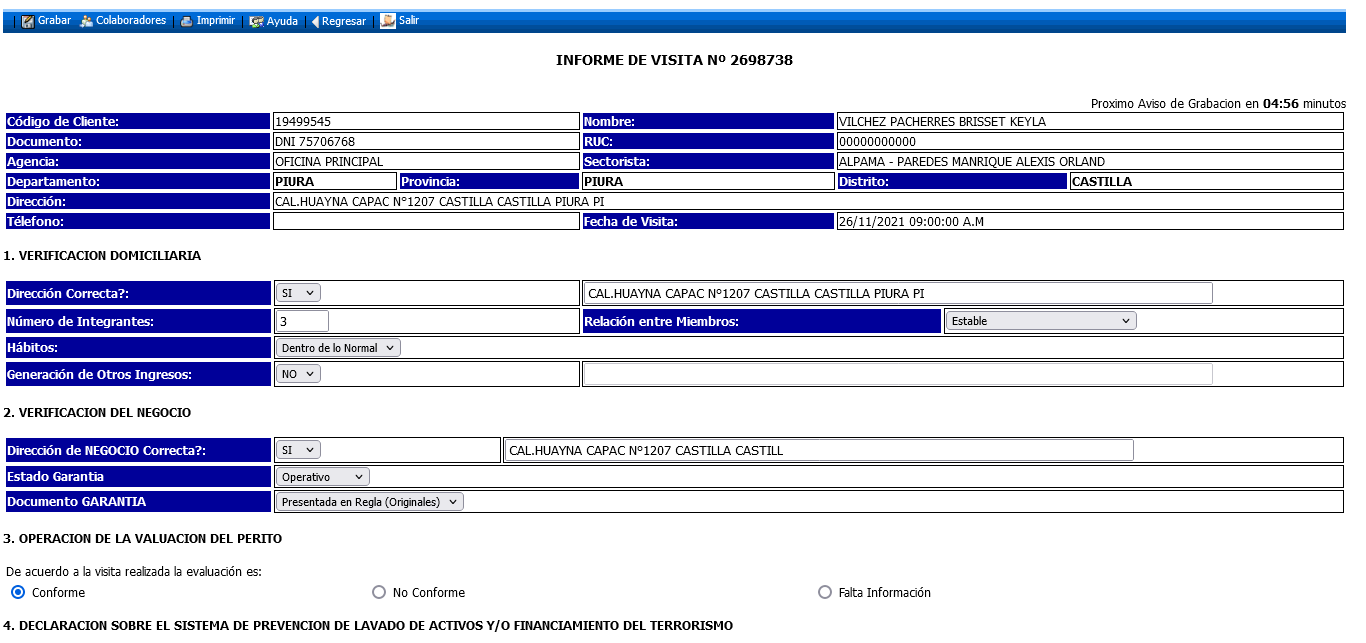 Grabar Colaboradores Imprimir Ayuda Regresar Salir
INFORME DE VISITA Nº 2698738
Proximo Aviso de Grabacion en 04:56 minutos
Código de Cliente: 19499545 Nombre: VILCHEZ PACHERRES BRISSET KEYLA
Documento: DNI 75706768 RUC: 00000000000
Agencia: OFICINA PRINCIPAL Sectorista: ALPAMA - PAREDES MANRIQUE ALEXIS ORLAND
Departamento: PIURA Provincia: PIURA Distrito: CASTILLA
Dirección: CAL.HUAYNA CAPAC Nº1207 CASTILLA CASTILLA PIURA PI
Télefono: Fecha de Visita: 26/11/2021 09:00:00 A.M
1. VERIFICACION DOMICILIARIA
Dirección Correcta?: SI CAL.HUAYNA CAPAC Nº1207 CASTILLA CASTILLA PIURA PI
Número de Integrantes: 3 Relación entre Miembros: Estable
Hábitos: Dentro de lo Normal
Generación de Otros Ingresos: NO
2. VERIFICACION DEL NEGOCIO
Dirección de NEGOCIO Correcta?: SI CAL.HUAYNA CAPAC Nº1207 CASTILLA CASTILL
Estado Garantia Operativo
Documento GARANTIA Presentada en Regla (Originales)
3. OPERACION DE LA VALUACION DEL PERITO
De acuerdo a la visita realizada la evaluación es:
Conforme No Conforme Falta Información
4. DECLARACION SOBRE EL SISTEMA DE PREVENCION DE LAVADO DE ACTIVOS Y/O FINANCIAMIENTO DEL TERRORISMO